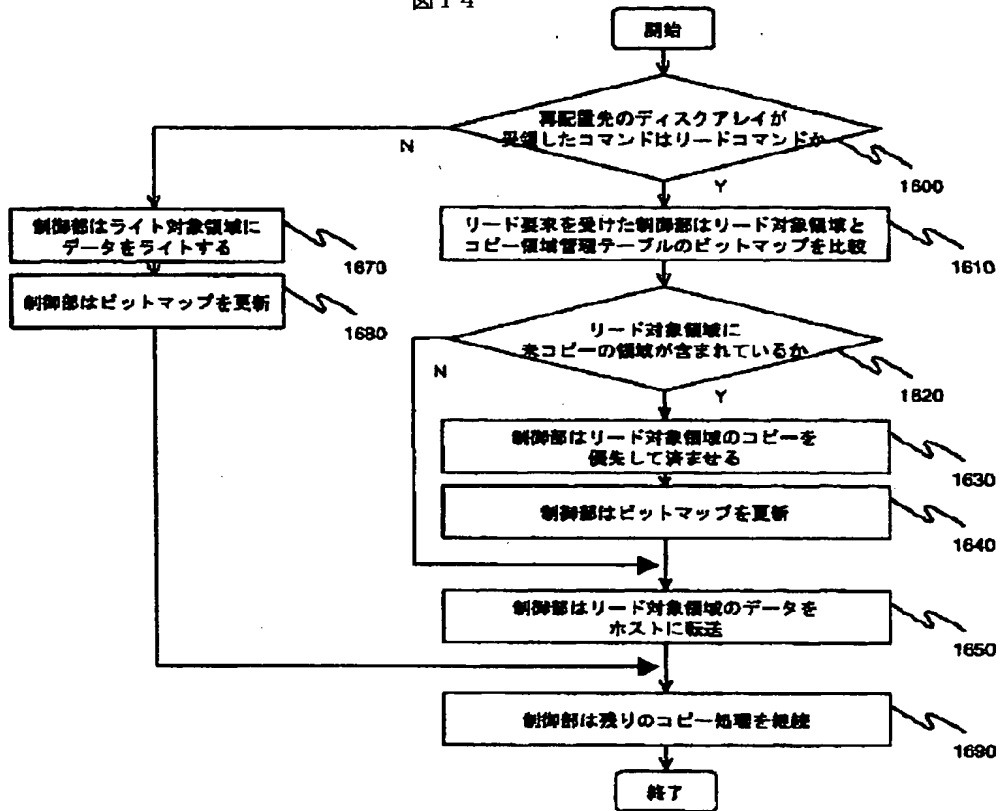 図14
開始
再配置先のディスクアレイが
受領したコマンドはリードコマンドか
N
Y
1600
制御部はライト対象領域に
データをライトする
1670
リード要求を受けた制御部はリード対象領域と
コピー領域管理テーブルのビットマップを比較
1610
制御部はビットマップを更新
1680
リード対象領域に
未コピーの領域が含まれているか
N
Y
1620
制御部はリード対象領域のコピーを
優先して済ませる
1630
制御部はビットマップを更新
1640
制御部はリード対象領域のデータを
ホストに転送
1650
制御部は残りのコピー処理を継続
1690
終了